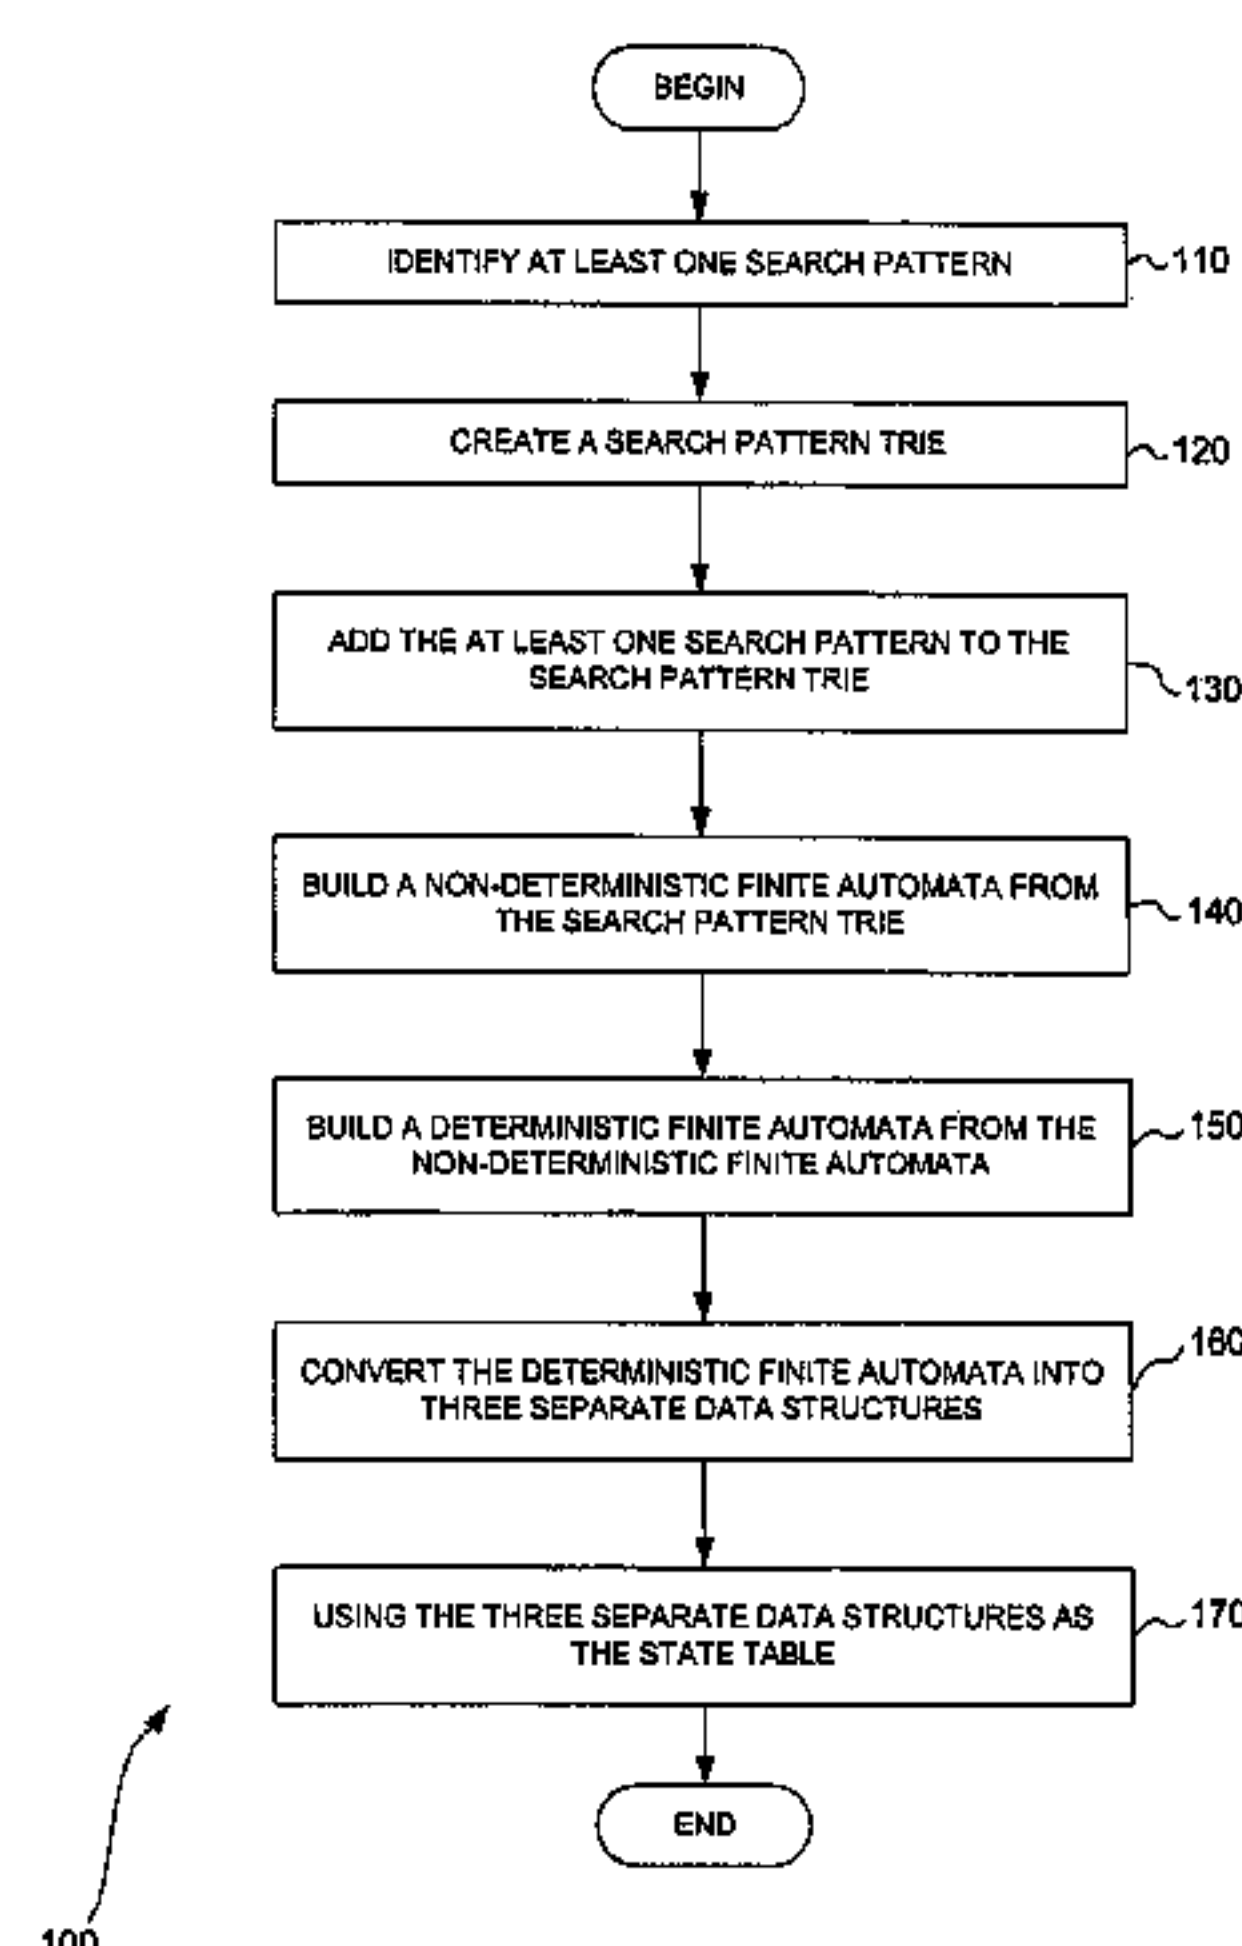 BEGIN
IDENTIFY AT LEAST ONE SEARCH PATTERN
110
CREATE A SEARCH PATTERN TRIE
120
ADD THE AT LEAST ONE SEARCH PATTERN TO THE
SEARCH PATTERN TRIE
130
BUILD A NON-DETERMINISTIC FINITE AUTOMATA FROM
THE SEARCH PATTERN TRIE
140
BUILD A DETERMINISTIC FINITE AUTOMATA FROM THE
NON-DETERMINISTIC FINITE AUTOMATA
150
CONVERT THE DETERMINISTIC FINITE AUTOMATA INTO
THREE SEPARATE DATA STRUCTURES
160
USING THE THREE SEPARATE DATA STRUCTURES AS
THE STATE TABLE
170
END
100